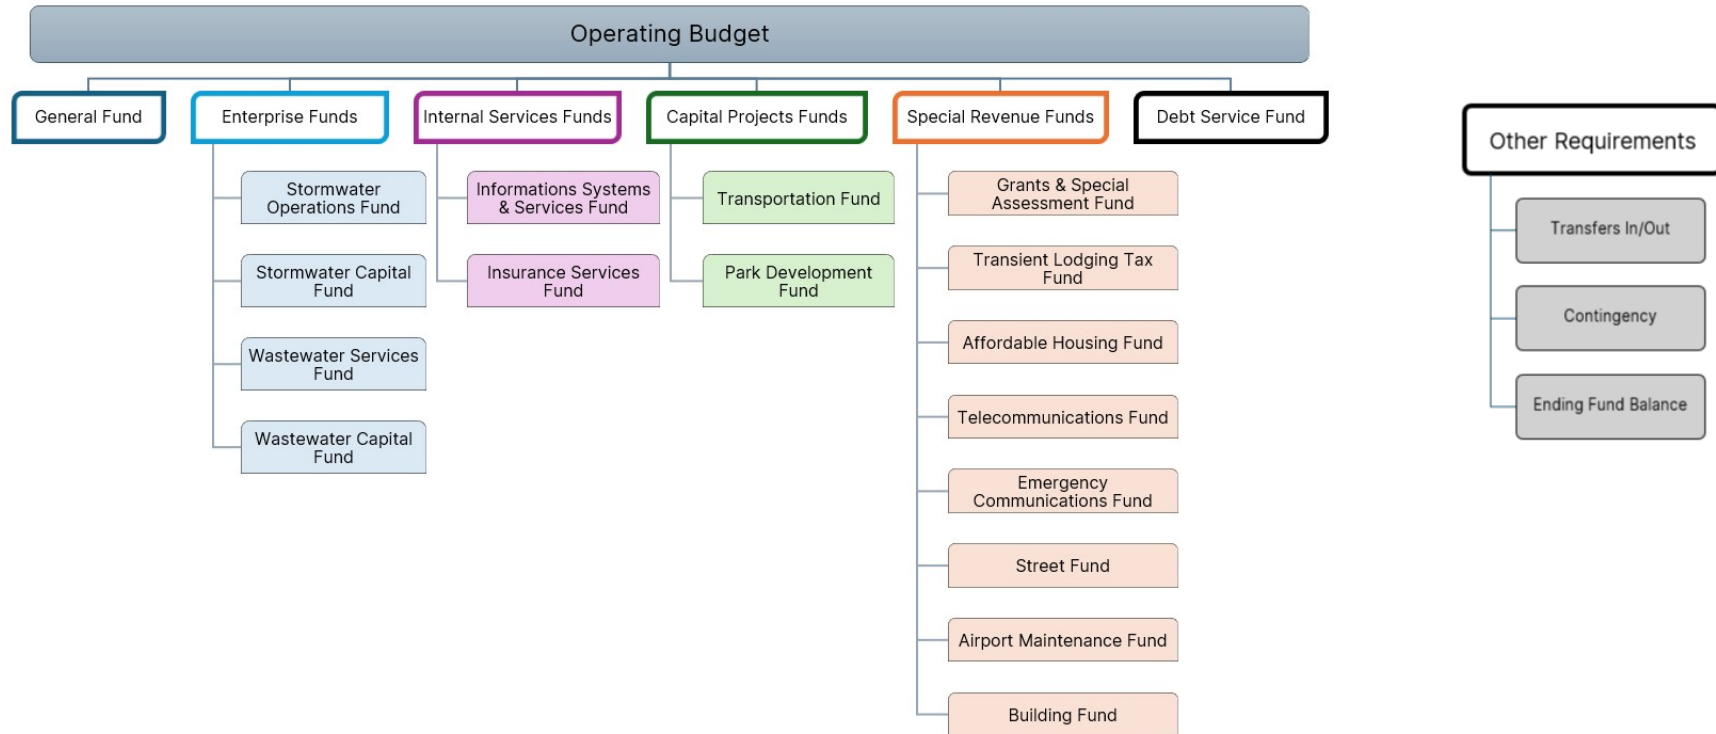 Operating Budget
General Fund
Enterprise Funds
Stormwater
Operations Fund
Stormwater Capital
Fund
Wastewater Services
Fund
Wastewater Capital
Fund
Internal Services Funds
Informations Systems
& Services Fund
Insurance Services
Fund
Capital Projects Funds
Transportation Fund
Park Development
Fund
Special Revenue Funds
Grants & Special
Assessment Fund
Transient Lodging Tax
Fund
Affordable Housing Fund
Telecommunications Fund
Emergency
Communications Fund
Street Fund
Airport Maintenance Fund
Building Fund
Debt Service Fund
Other Requirements
Transfers In/Out
Contingency
Ending Fund Balance